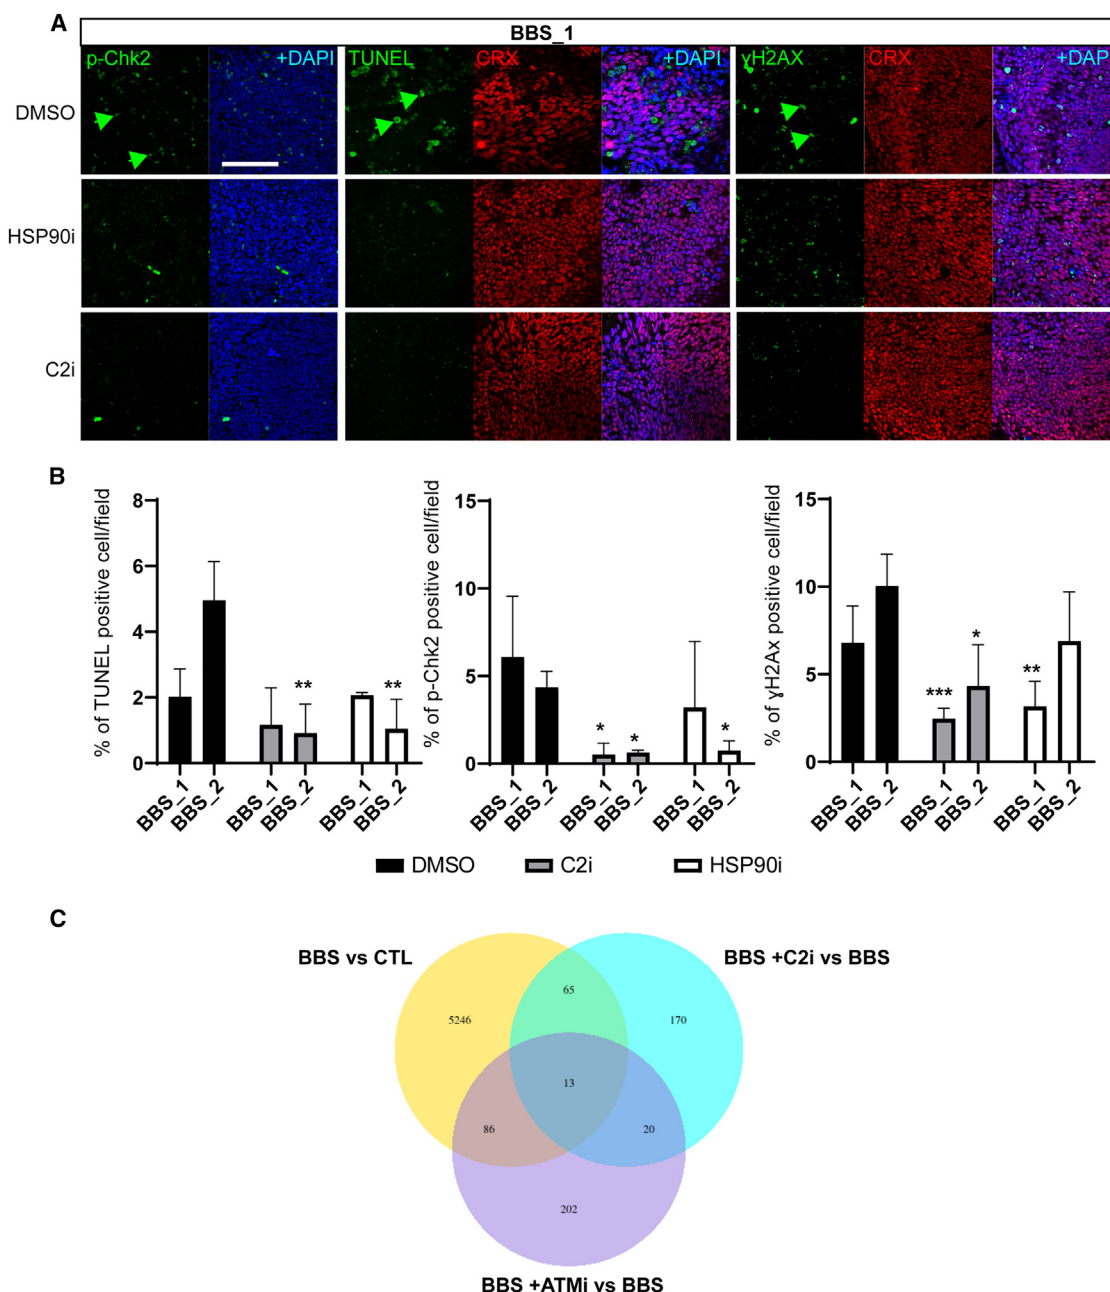 A
BBS_1
p-Chk2 +DAPI TUNEL CRX +DAPI γH2AX CRX +DAP
DMSO
HSP90i
C2i
B
% of TUNEL positive cell/field
8
6
4
2
0
** **
BBS_1 BBS_2 BBS_1 BBS_2 BBS_1 BBS_2
% of p-Chk2 positive cell/field
15
10
5
0
* * *
BBS_1 BBS_2 BBS_1 BBS_2 BBS_1 BBS_2
% of γH2Ax positive cell/field
15
10
5
0
*** * **
BBS_1 BBS_2 BBS_1 BBS_2 BBS_1 BBS_2
DMSO C2i HSP90i
C
BBS vs CTL BBS +C2i vs BBS
65
5246 170
13
86 20
202
BBS +ATMi vs BBS